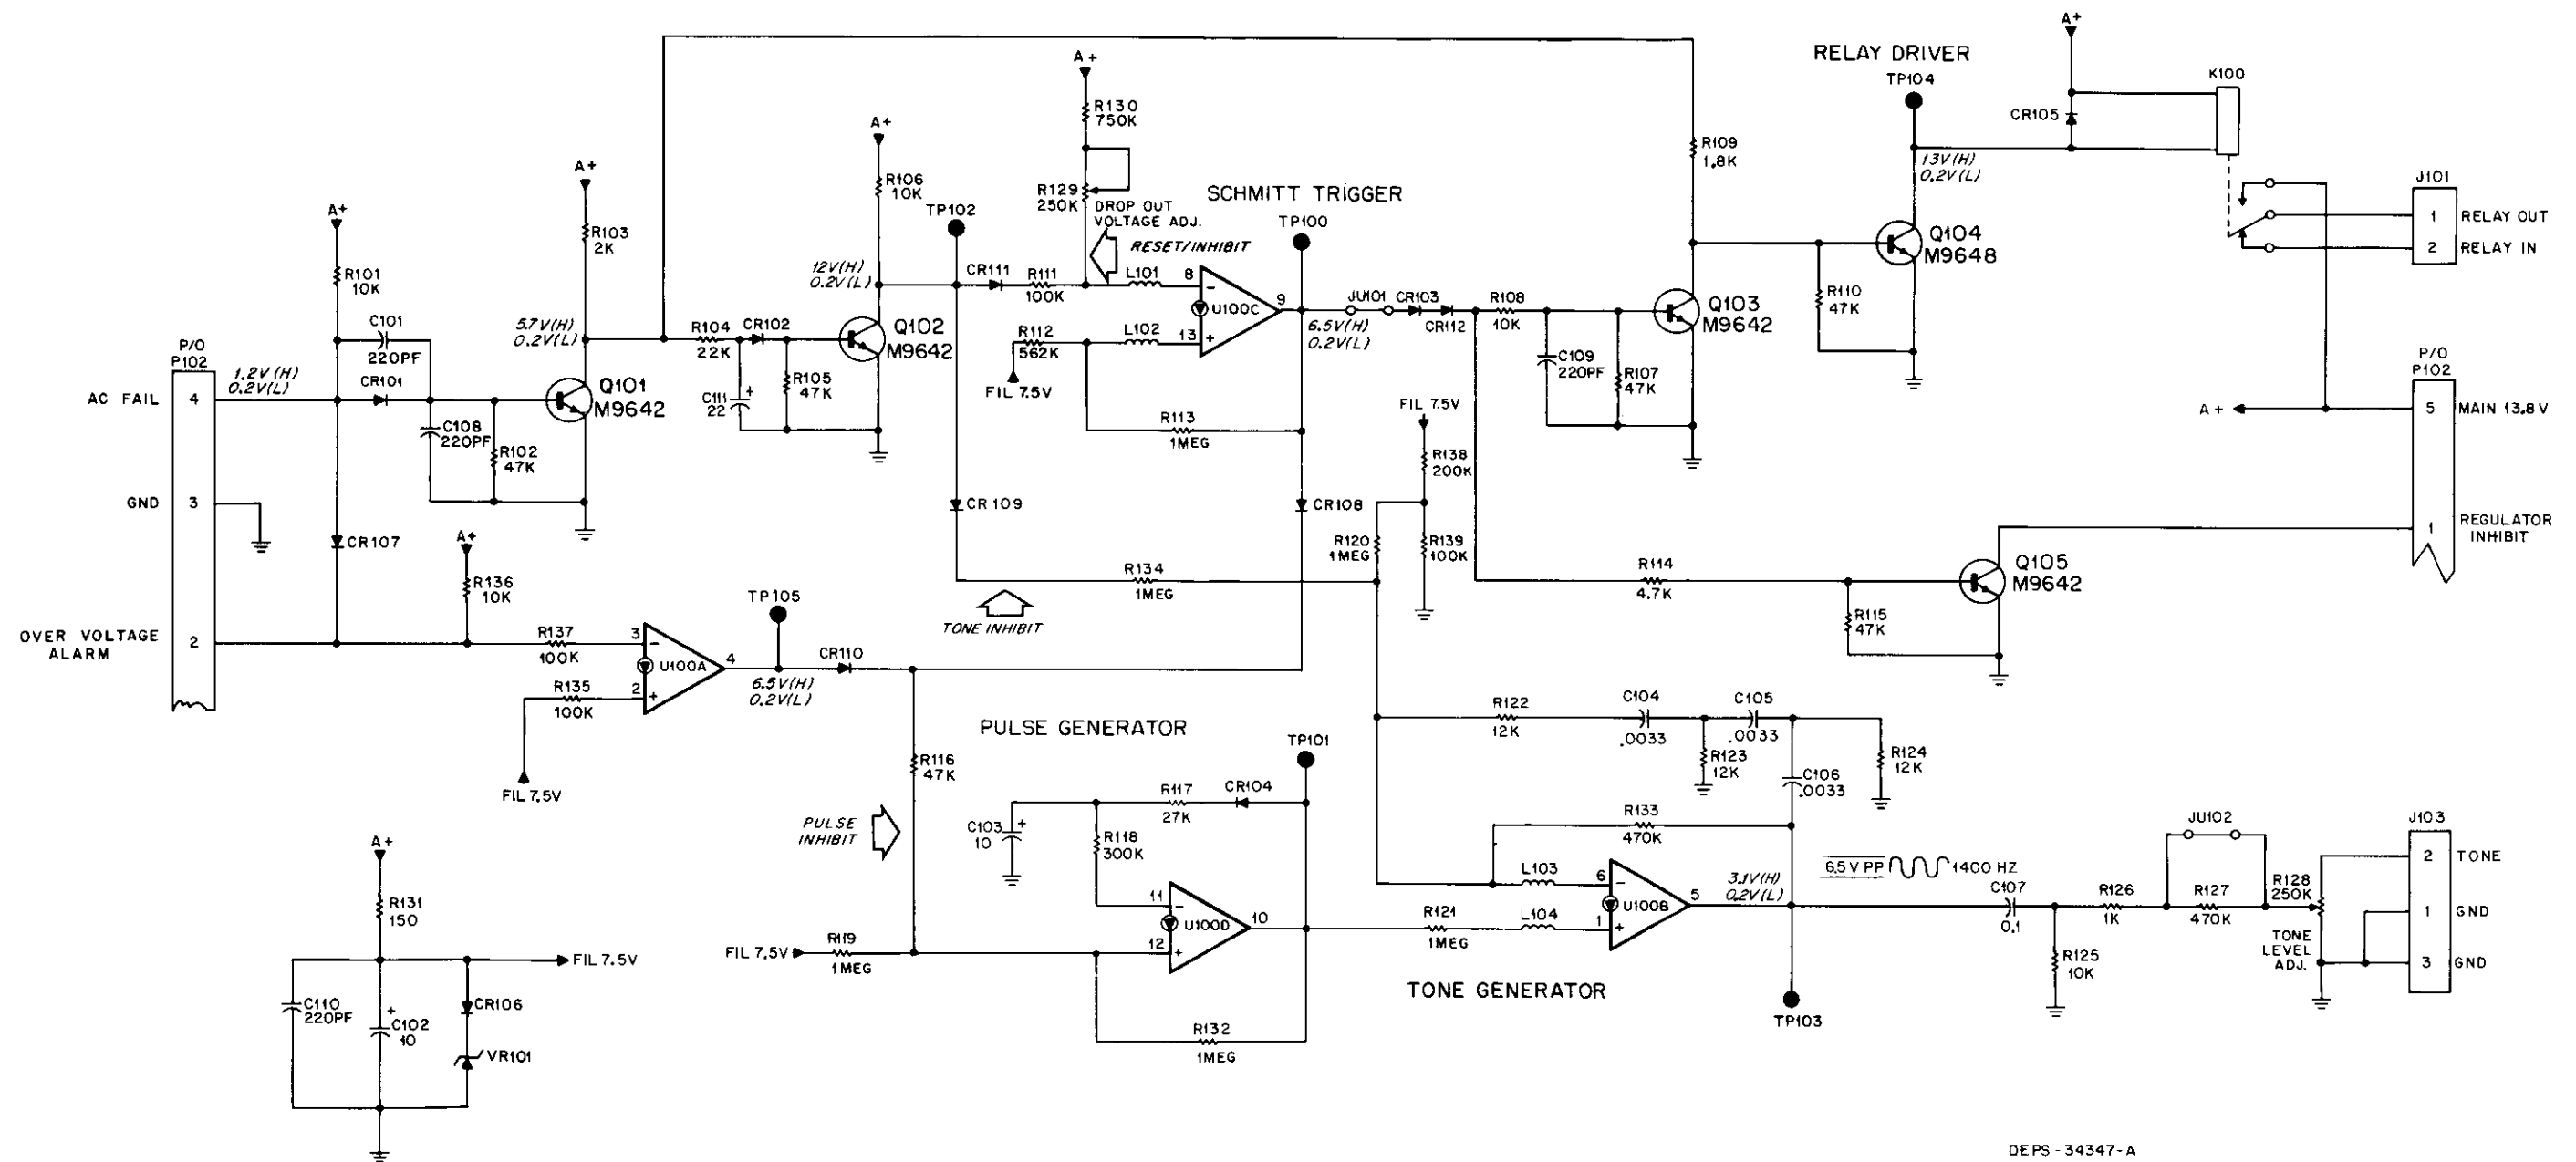 A+
RELAY DRIVER
TP104
K100
CR105
A+
R130
750K
A+
R106
10K
R129
250K
DROP OUT
VOLTAGE ADJ.
RESET/INHIBIT
SCHMITT TRIGGER
TP100
TP102
R109
1.8K
13V(H)
0.2V(L)
J101
1
RELAY OUT
2
RELAY IN
A+
R103
2K
A+
R101
10K
C101
220PF
P/O
P102
1.2V(H)
0.2V(L)
CR101
AC FAIL
4
5.7V(H)
0.2V(L)
Q101
M9642
C108
220PF
R102
47K
GND
3
CR107
A+
R136
10K
OVER VOLTAGE
ALARM
2
R104
22K
CR102
C111
22
+
R105
47K
12V(H)
0.2V(L)
Q102
M9642
CR111
R111
100K
L101
8
-
U100C
9
13
+
R112
562K
L102
FIL 7.5V
R113
1MEG
6.5V(H)
0.2V(L)
JU101
CR103
CR112
R108
10K
C109
220PF
R107
47K
Q103
M9642
R110
47K
Q104
M9648
P/O
P102
A+
5
MAIN 13.8V
1
REGULATOR
INHIBIT
FIL 7.5V
R138
200K
CR109
CR108
R120
1MEG
R139
100K
R134
1MEG
TONE INHIBIT
R114
4.7K
Q105
M9642
R115
47K
TP105
R137
100K
3
-
U100A
4
2
+
R135
100K
FIL 7.5V
6.5V(H)
0.2V(L)
CR110
R116
47K
PULSE GENERATOR
TP101
PULSE
INHIBIT
R117
27K
CR104
C103
10
+
R118
300K
11
-
U100D
10
12
+
FIL 7.5V
R119
1MEG
R132
1MEG
R122
12K
C104
.0033
C105
.0033
R123
12K
R124
12K
C106
.0033
R133
470K
L103
6
-
U100B
5
1
+
R121
1MEG
L104
3.1V(H)
0.2V(L)
TONE GENERATOR
TP103
6.5 V PP
1400 HZ
C107
0.1
R125
10K
R126
1K
JU102
R127
470K
R128
250K
TONE
LEVEL
ADJ.
J103
2
TONE
1
GND
3
GND
A+
R131
150
FIL 7.5V
C110
220PF
+
C102
10
CR106
VR101
DEPS-34347-A